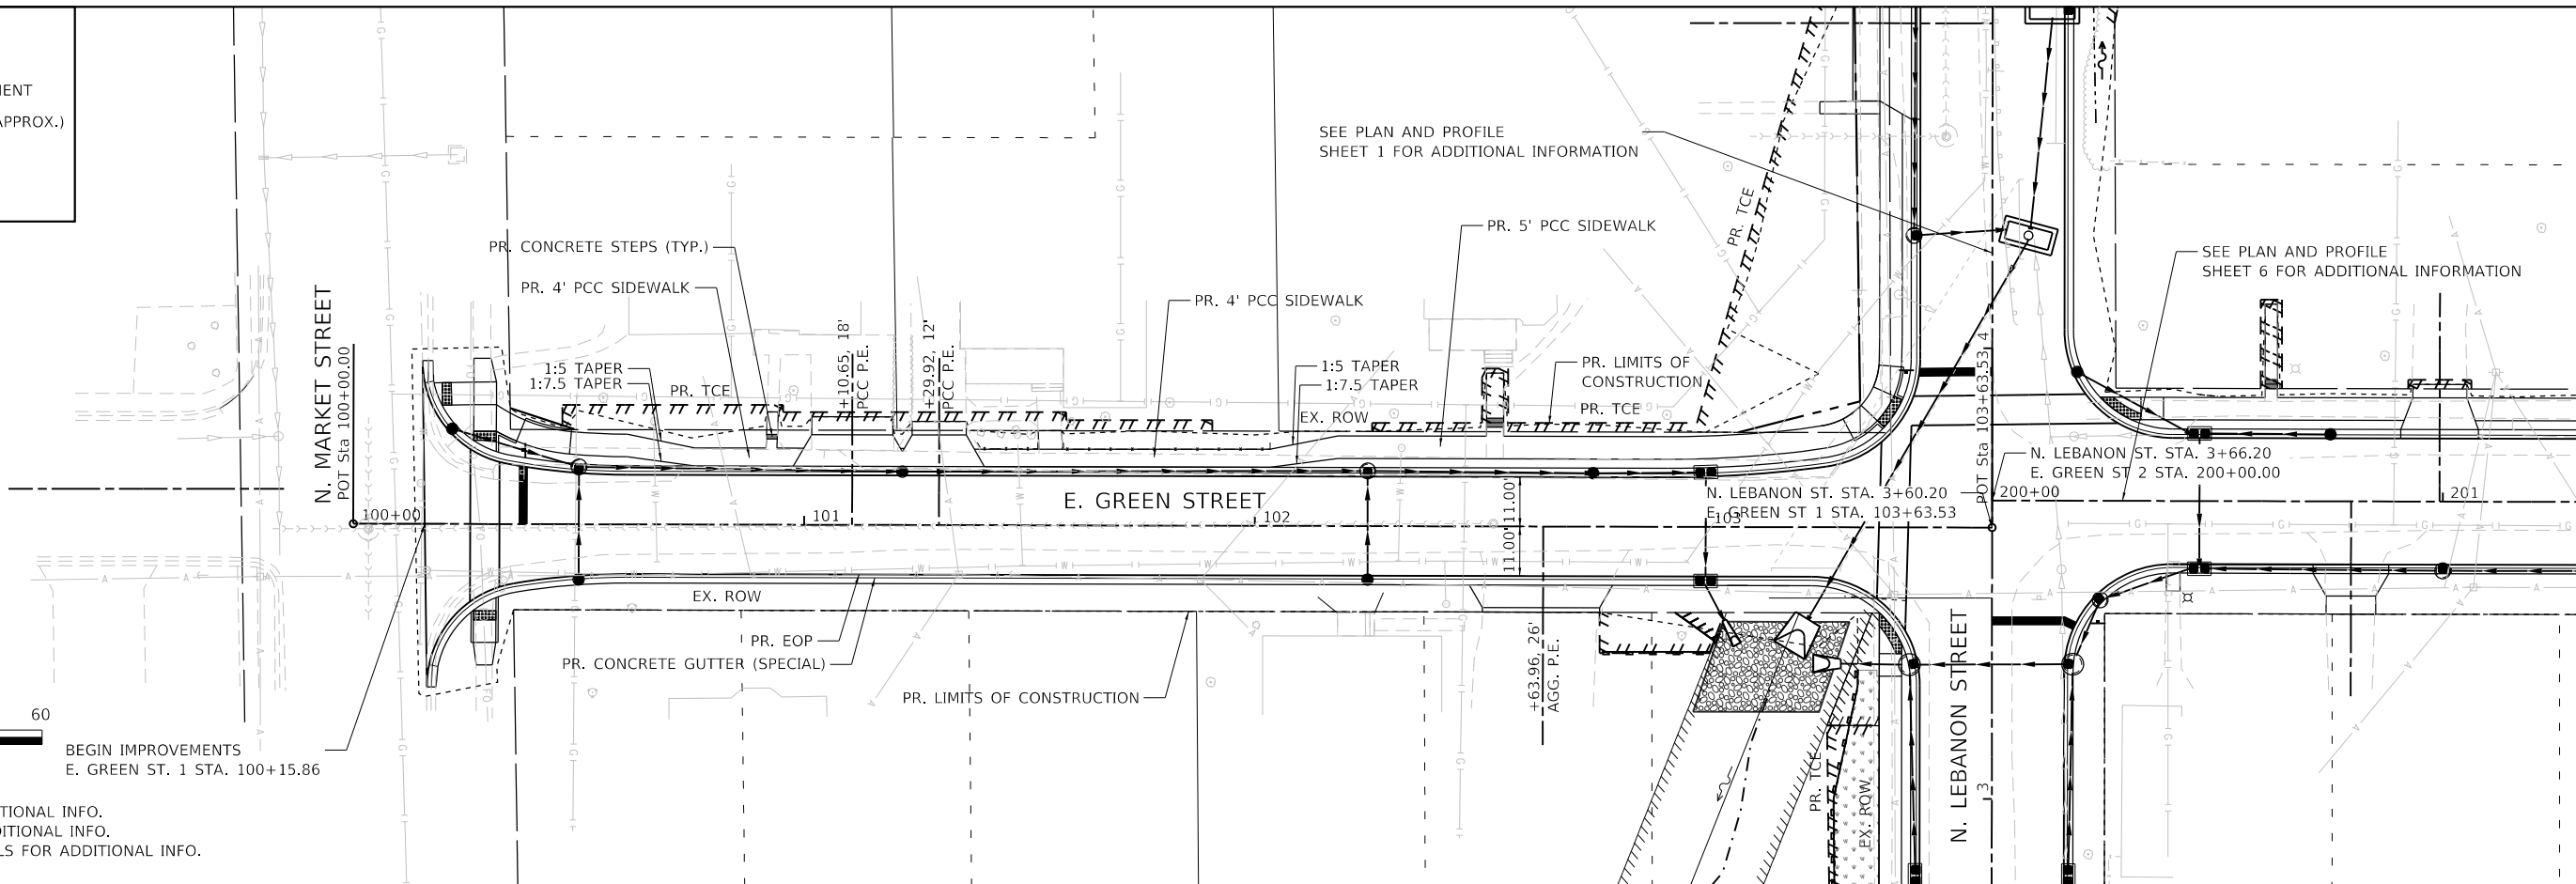 MENT
APPROX.)
SEE PLAN AND PROFILE
SHEET 1 FOR ADDITIONAL INFORMATION
PR. TCE
PR. 5' PCC SIDEWALK
PR. CONCRETE STEPS (TYP.)
SEE PLAN AND PROFILE
SHEET 6 FOR ADDITIONAL INFORMATION
PR. 4' PCC SIDEWALK
PR. 4' PCC SIDEWALK
N. MARKET STREET
POT Sta 100+00.00
+10.65, 18'
PCC P.E.
+29.92, 12'
PCC P.E.
1:5 TAPER
1:7.5 TAPER
PR. TCE
1:5 TAPER
1:7.5 TAPER
PR. LIMITS OF
CONSTRUCTION
EX. ROW
PR. TCE
POT Sta 103+63.53
4
N. LEBANON ST. STA. 3+66.20
E. GREEN ST 2 STA. 200+00.00
E. GREEN STREET
11.00'
11.00'
N. LEBANON ST. STA. 3+60.20
E. GREEN ST 1 STA. 103+63.53
100+00
101
102
103
200+00
201
EX. ROW
PR. EOP
PR. CONCRETE GUTTER (SPECIAL)
PR. LIMITS OF CONSTRUCTION
+63.96, 26'
AGG. P.E.
N. LEBANON STREET
3
PR. TCE
EX. ROW
60
BEGIN IMPROVEMENTS
E. GREEN ST. 1 STA. 100+15.86
ITIONAL INFO.
DITIONAL INFO.
LS FOR ADDITIONAL INFO.